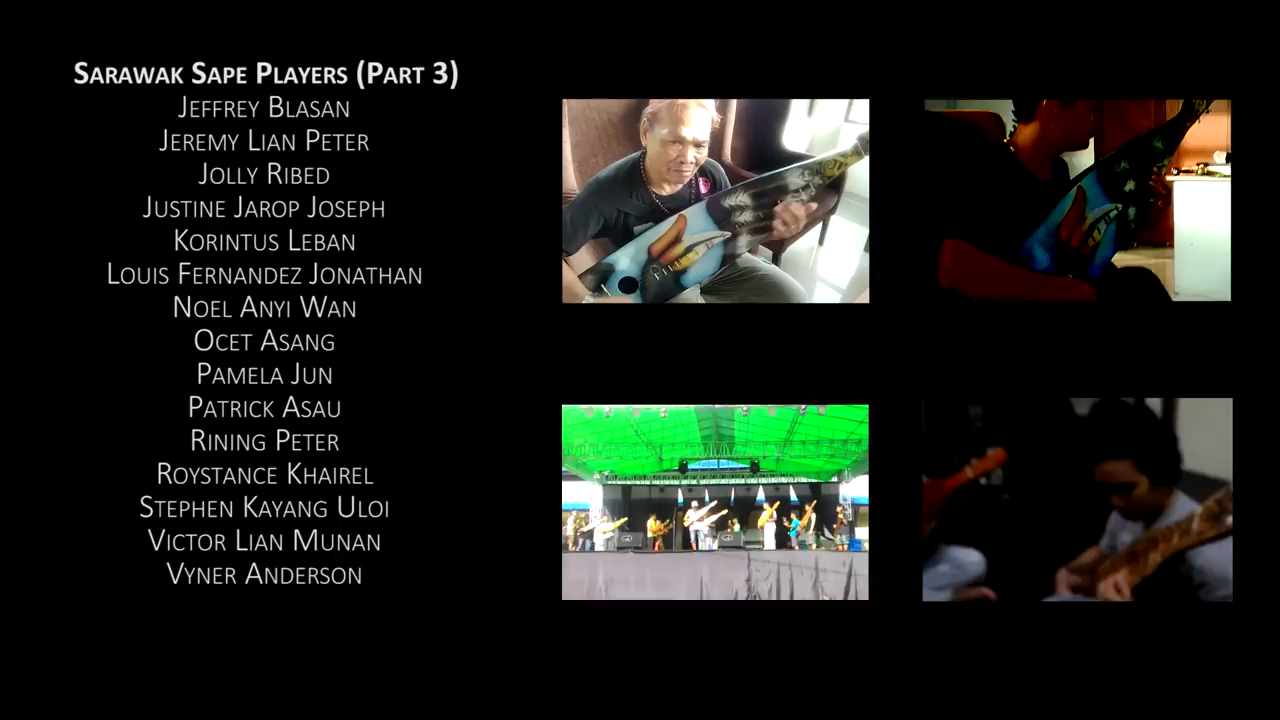 Sarawak Sape Players (Part 3)
Jeffrey Blasan
Jeremy Lian Peter
Jolly Ribed
Justine Jarop Joseph
Korintus Leban
Louis Fernandez Jonathan
Noel Anyi Wan
Ocet Asang
Pamela Jun
Patrick Asau
Rining Peter
Roystance Khairel
Stephen Kayang Uloi
Victor Lian Munan
Vyner Anderson